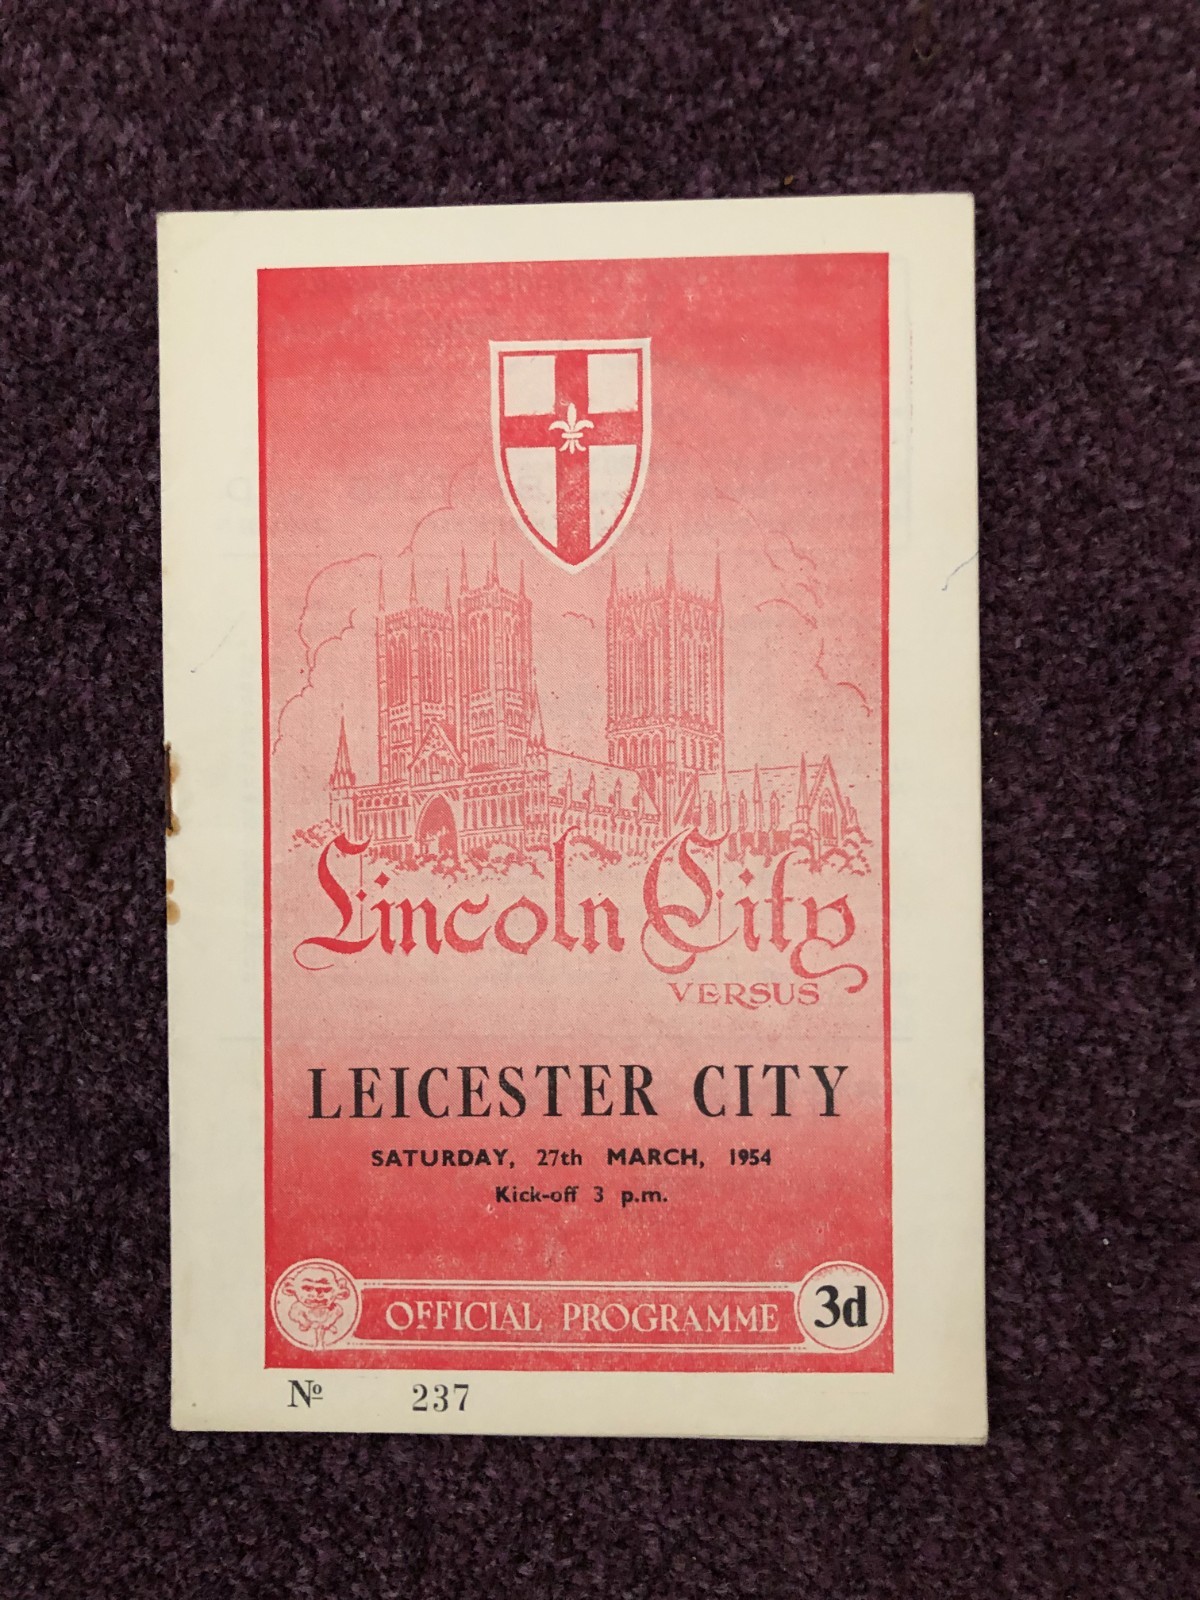 Lincoln City
VERSUS
LEICESTER CITY
SATURDAY, 27th MARCH, 1954
Kick-off 3 p.m.
OFFICIAL PROGRAMME 3d
Nº 237